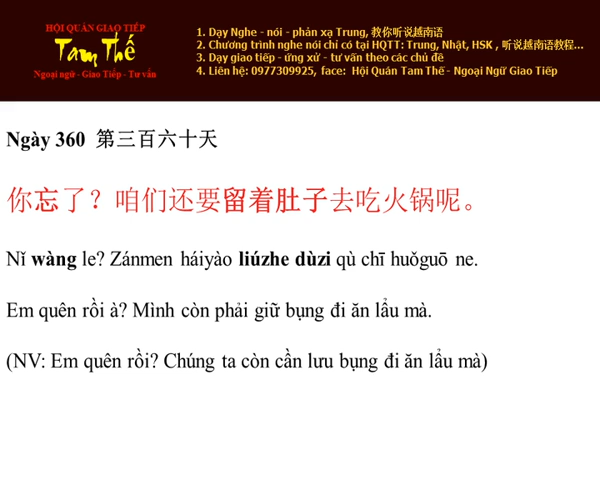 HỘI QUÁN GIAO TIẾP
Tam Thế
Ngoại ngữ - Giao Tiếp - Tư vấn
1. Dạy Nghe - nói - phản xạ Trung, 教你听说越南语
2. Chương trình nghe nói chỉ có tại HQTT: Trung, Nhật, HSK , 听说越南语教程...
3. Dạy giao tiếp - ứng xử - tư vấn theo các chủ đề
4. Liên hệ: 0977309925, face: Hội Quán Tam Thế - Ngoại Ngữ Giao Tiếp
Ngày 360 第三百六十天
你忘了？咱们还要留着肚子去吃火锅呢。
Nǐ wàng le? Zánmen háiyào liúzhe dùzi qù chī huǒguō ne.
Em quên rồi à? Mình còn phải giữ bụng đi ăn lẩu mà.
(NV: Em quên rồi? Chúng ta còn cần lưu bụng đi ăn lẩu mà)